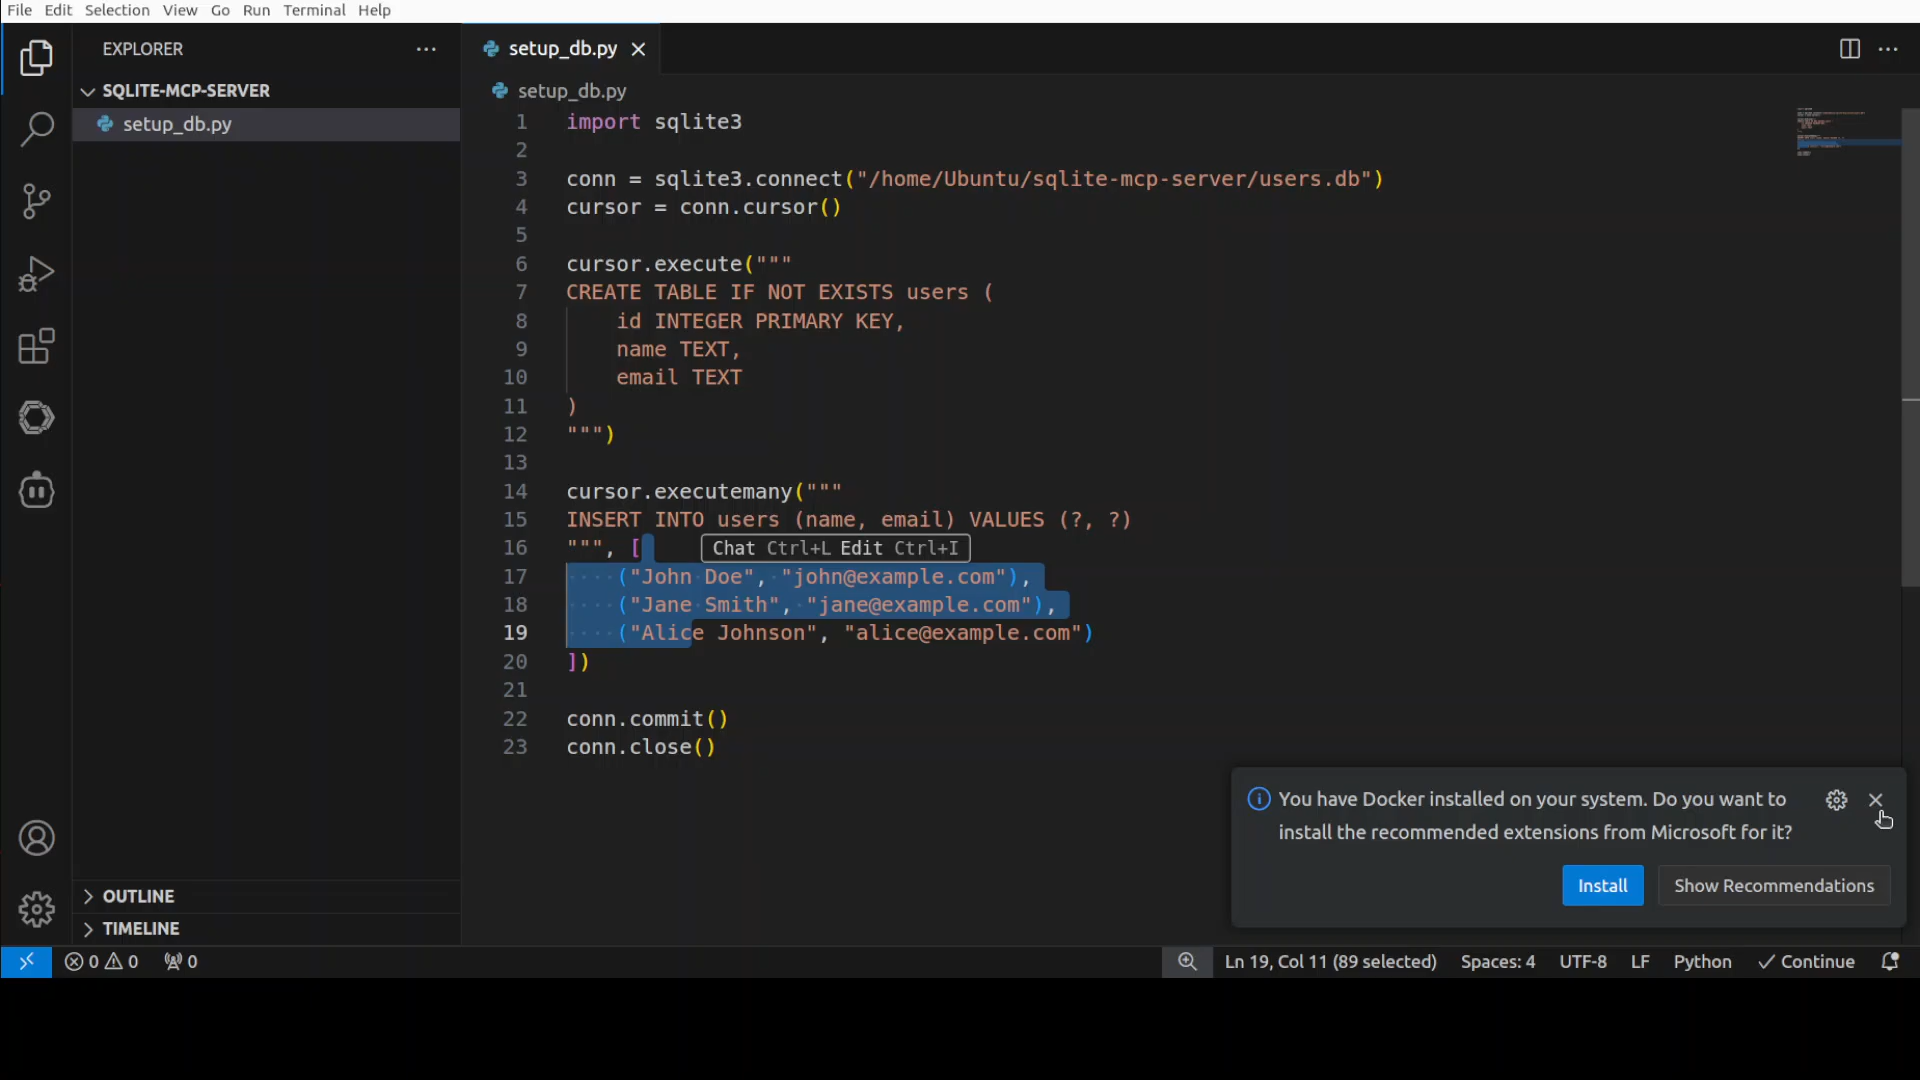 File Edit Selection View Go Run Terminal Help
EXPLORER
SQLITE-MCP-SERVER
setup_db.py
OUTLINE
TIMELINE
setup_db.py
setup_db.py
1 import sqlite3
2
3 conn = sqlite3.connect("/home/Ubuntu/sqlite-mcp-server/users.db")
4 cursor = conn.cursor()
5
6 cursor.execute("""
7 CREATE TABLE IF NOT EXISTS users (
8 id INTEGER PRIMARY KEY,
9 name TEXT,
10 email TEXT
11 )
12 """)
13
14 cursor.executemany("""
15 INSERT INTO users (name, email) VALUES (?, ?)
16 """, [
Chat Ctrl+L Edit Ctrl+I
17 ("John Doe", "john@example.com"),
18 ("Jane Smith", "jane@example.com"),
19 ("Alice Johnson", "alice@example.com")
20 ])
21
22 conn.commit()
23 conn.close()
You have Docker installed on your system. Do you want to
install the recommended extensions from Microsoft for it?
Install Show Recommendations
0 0 0 Ln 19, Col 11 (89 selected) Spaces: 4 UTF-8 LF Python Continue